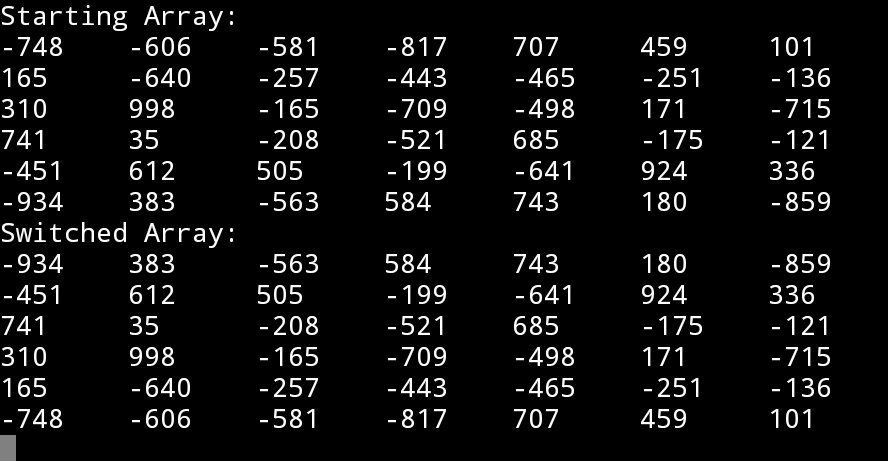 Starting Array:
-748 -606 -581 -817 707 459 101
165 -640 -257 -443 -465 -251 -136
310 998 -165 -709 -498 171 -715
741 35 -208 -521 685 -175 -121
-451 612 505 -199 -641 924 336
-934 383 -563 584 743 180 -859
Switched Array:
-934 383 -563 584 743 180 -859
-451 612 505 -199 -641 924 336
741 35 -208 -521 685 -175 -121
310 998 -165 -709 -498 171 -715
165 -640 -257 -443 -465 -251 -136
-748 -606 -581 -817 707 459 101